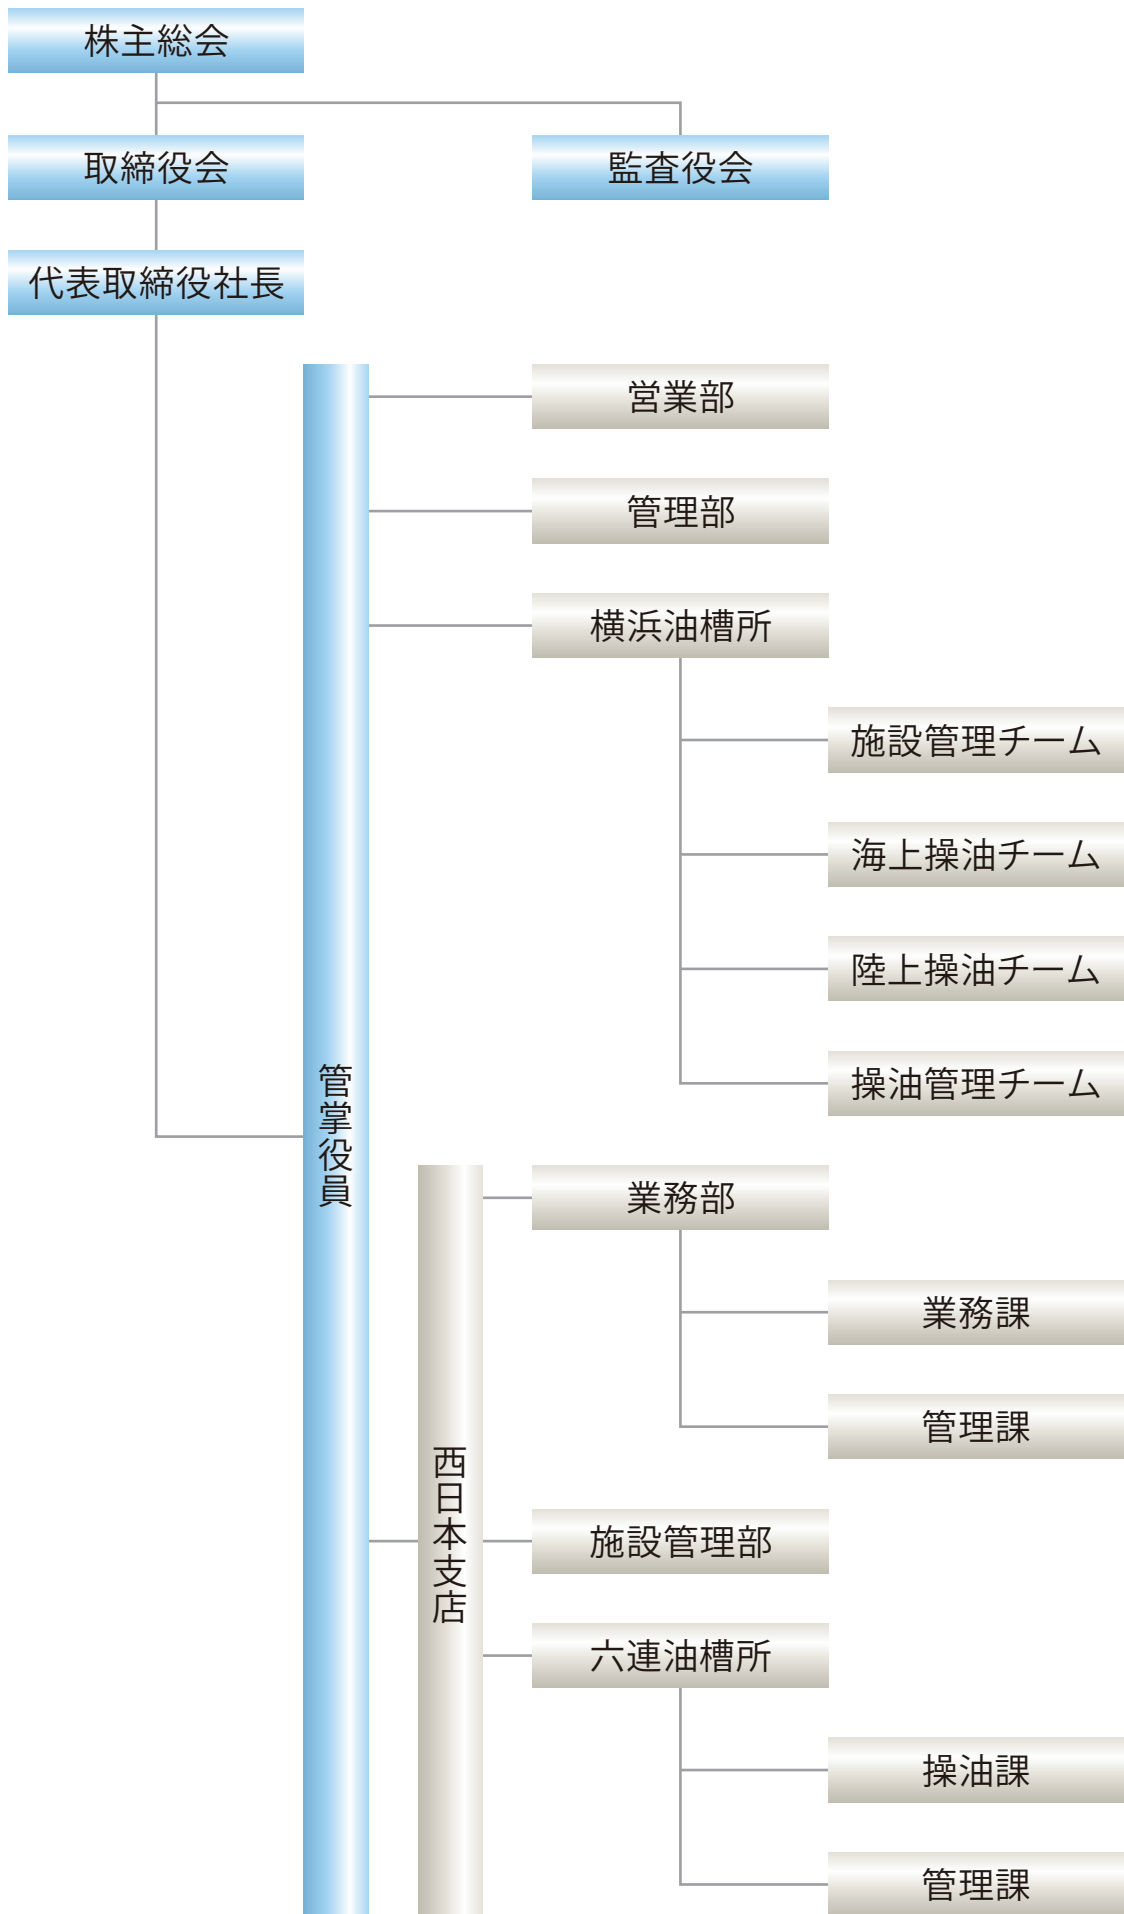 株主総会
取締役会
監査役会
代表取締役社長
管掌役員
営業部
管理部
横浜油槽所
施設管理チーム
海上操油チーム
陸上操油チーム
操油管理チーム
西日本支店
業務部
業務課
管理課
施設管理部
六連油槽所
操油課
管理課